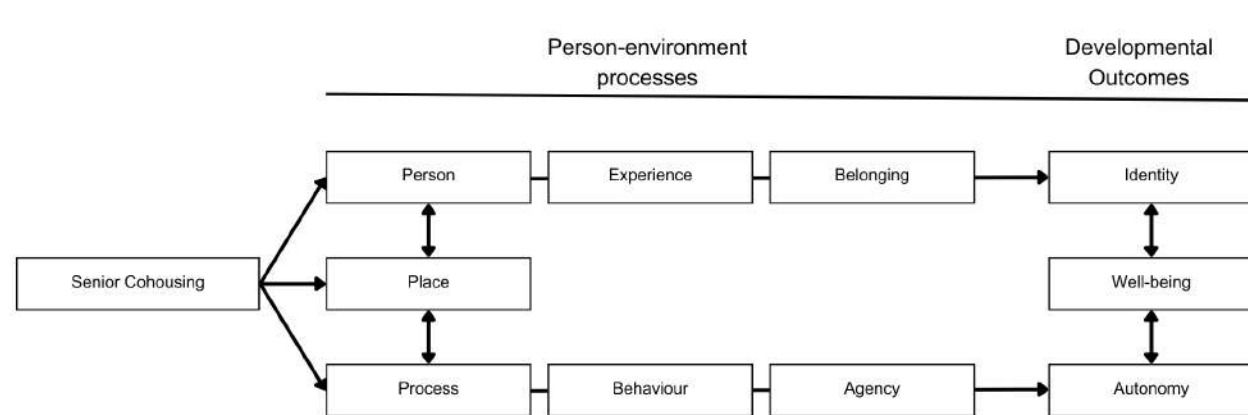 Person-environment
processes
Developmental
Outcomes
Person
Experience
Belonging
Identity
Senior Cohousing
Place
Well-being
Process
Behaviour
Agency
Autonomy